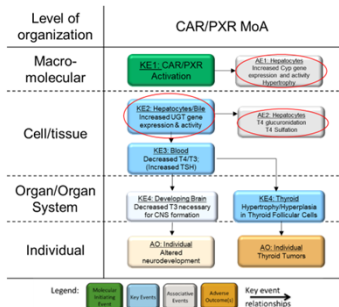 Level of
organization
CAR/PXR MoA
Macro-
molecular
KE1: CAR/PXR
Activation
AE1: Hepatocytes
Increased Cyp gene
expression and activity
Hypertrophy
Cell/tissue
KE2: Hepatocytes/Bile
Increased UGT gene
expression & activity
AE2: Hepatocytes
T4 glucuronidation
T4 Sulfation
KE3: Blood
Decreased T4/T3;
(Increased TSH)
Organ/Organ
System
KE4: Developing Brain
Decreased T3 necessary
for CNS formation
KE4: Thyroid
Hypertrophy/Hyperplasia
in Thyroid Follicular Cells
Individual
AO: Individual
Altered
neurodevelopment
AO: Individual
Thyroid Tumors
Legend:
Molecular
Initiating
Event
Key Events
Associative
Events
Adverse
Outcome(s)
Key event
relationships